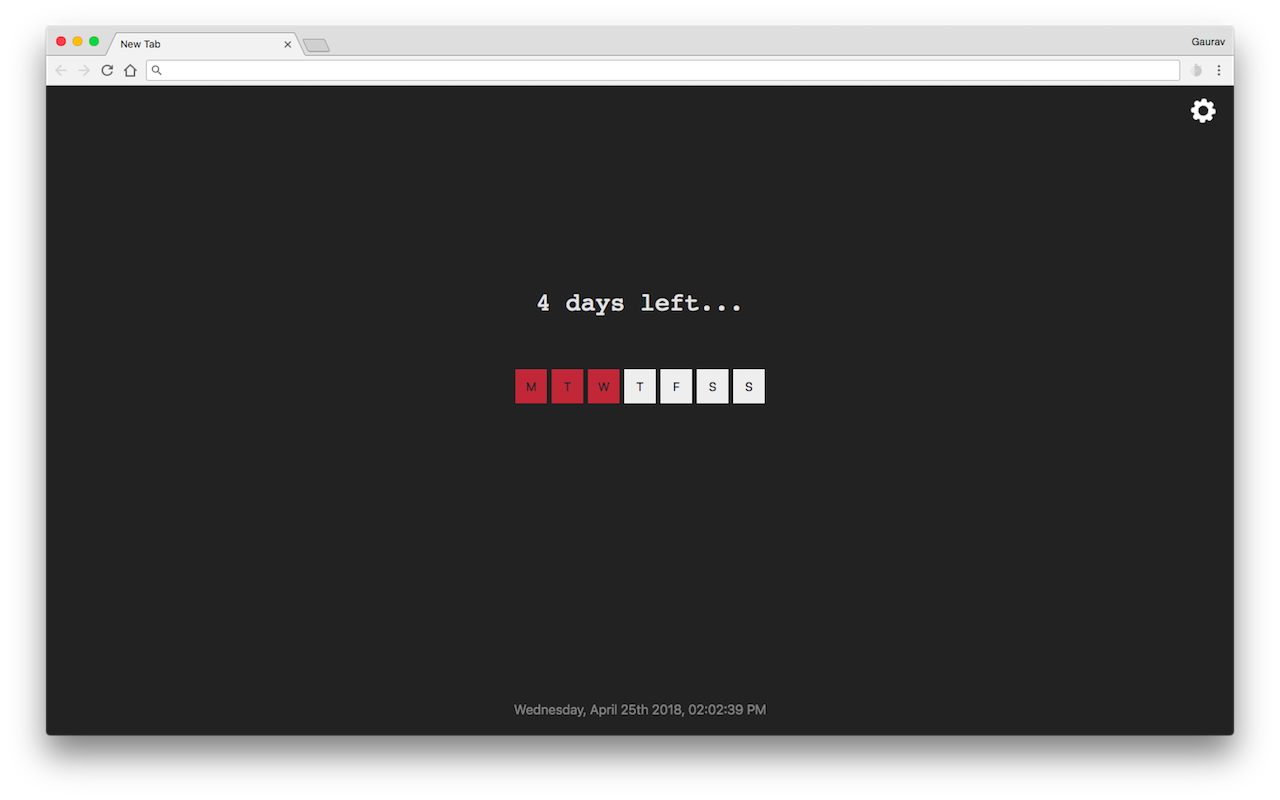 New Tab
Gaurav
4 days left...
M T W T F S S
Wednesday, April 25th 2018, 02:02:39 PM